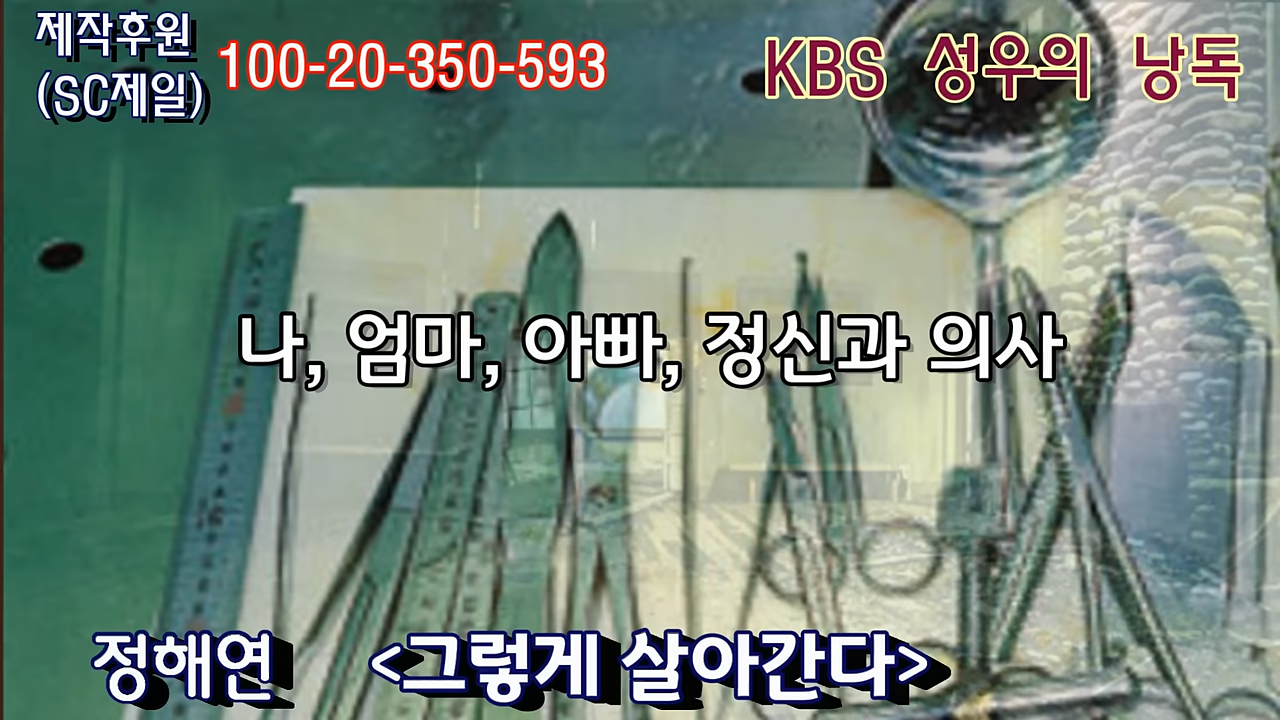 제작후원
(SC제일)
100-20-350-593
KBS 성우의 낭독
나, 엄마, 아빠, 정신과 의사
정해연 <그렇게 살아간다>